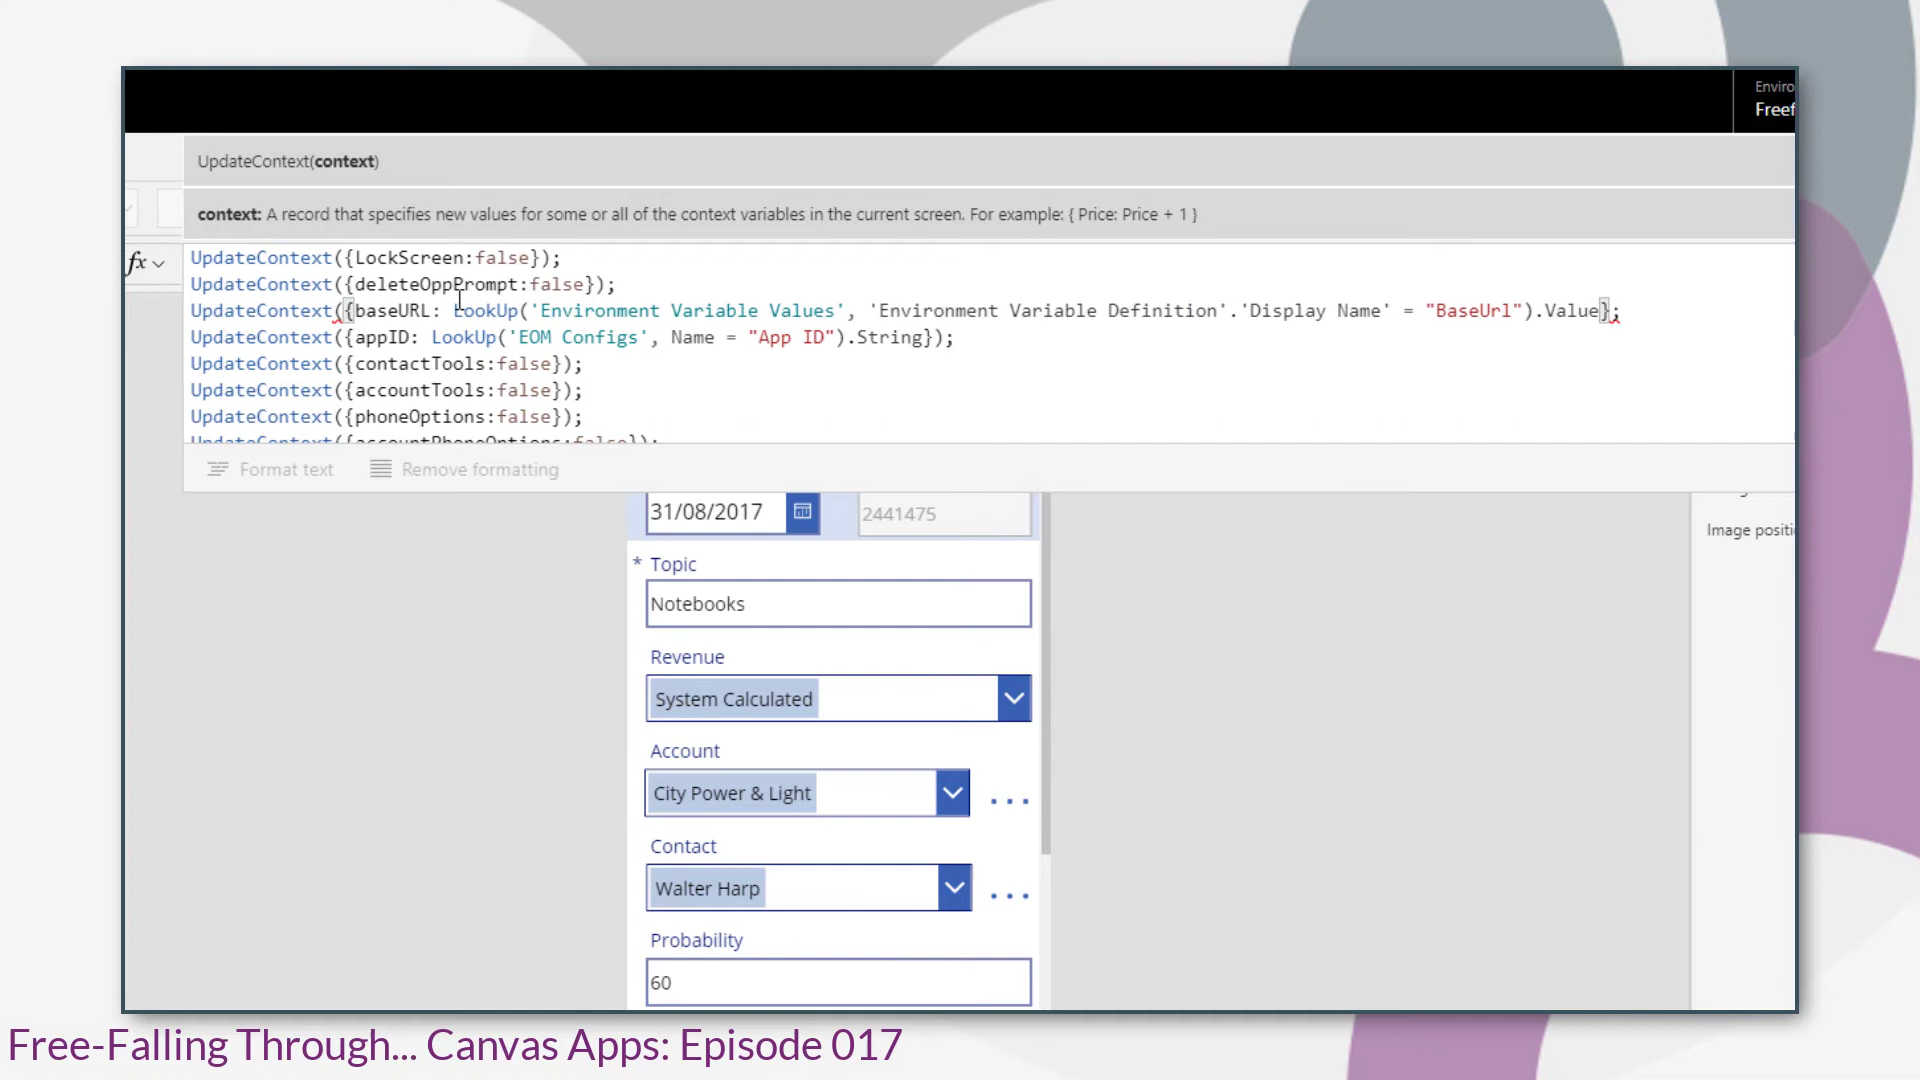 Enviro
Freef
UpdateContext(context)
context: A record that specifies new values for some or all of the context variables in the current screen. For example: { Price: Price + 1 }
fx
UpdateContext({LockScreen:false});
UpdateContext({deleteOppPrompt:false});
UpdateContext({baseURL: LookUp('Environment Variable Values', 'Environment Variable Definition'.'Display Name' = "BaseUrl").Value};
UpdateContext({appID: LookUp('EOM Configs', Name = "App ID").String});
UpdateContext({contactTools:false});
UpdateContext({accountTools:false});
UpdateContext({phoneOptions:false});
UpdateContext({accountPhoneOptions:false});
Format text Remove formatting
31/08/2017 2441475
Image positi
* Topic
Notebooks
Revenue
System Calculated
Account
City Power & Light
Contact
Walter Harp
Probability
60
Free-Falling Through... Canvas Apps: Episode 017